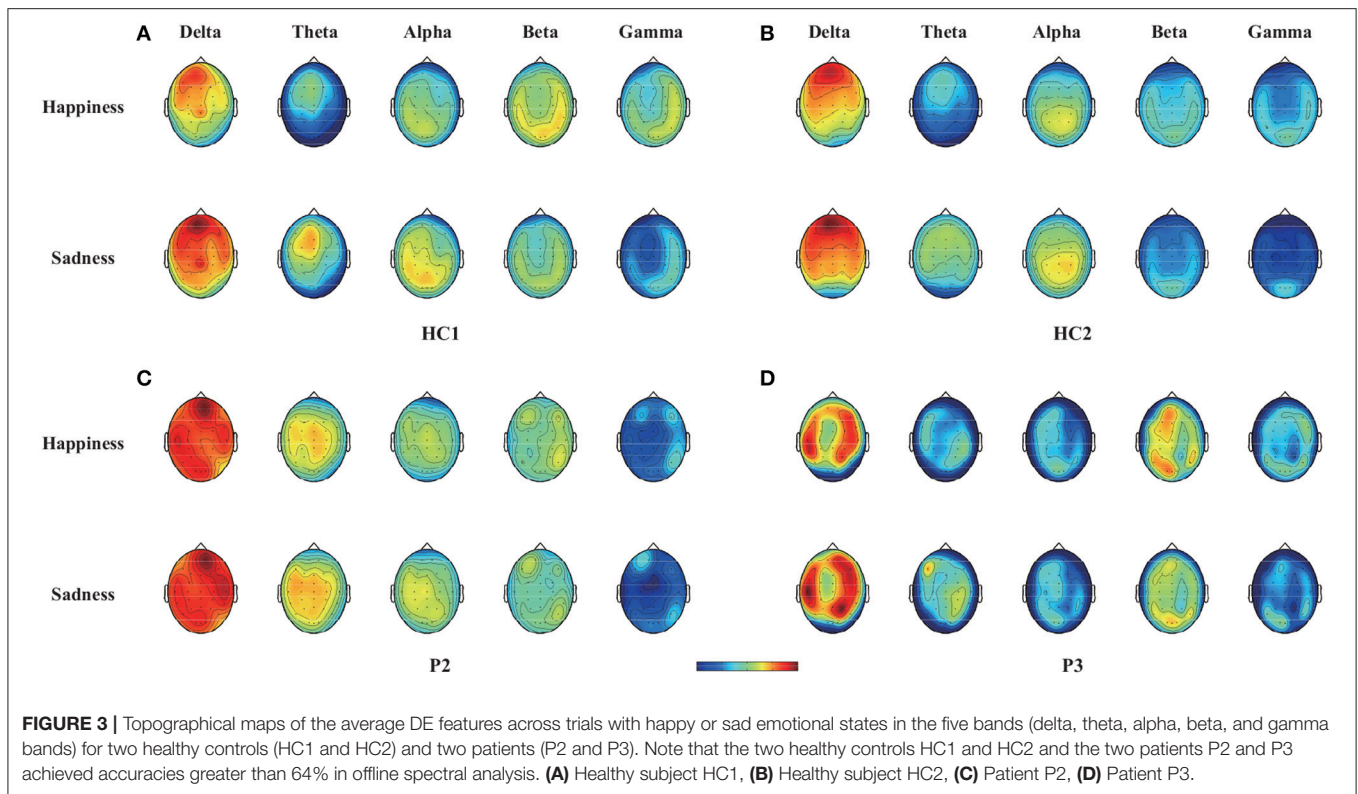 A Delta Theta Alpha Beta Gamma
B Delta Theta Alpha Beta Gamma
Happiness
Sadness
HC1
HC2
C
D
Happiness
Sadness
P2
P3
FIGURE 3 | Topographical maps of the average DE features across trials with happy or sad emotional states in the five bands (delta, theta, alpha, beta, and gamma
bands) for two healthy controls (HC1 and HC2) and two patients (P2 and P3). Note that the two healthy controls HC1 and HC2 and the two patients P2 and P3
achieved accuracies greater than 64% in offline spectral analysis. (A) Healthy subject HC1, (B) Healthy subject HC2, (C) Patient P2, (D) Patient P3.